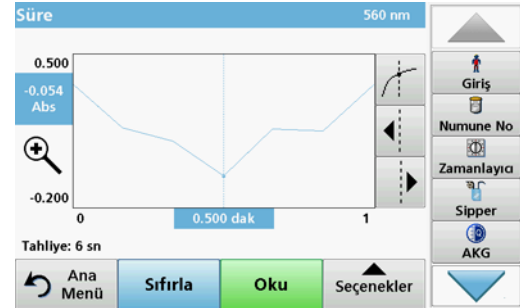 Süre
560 nm
0.500
-0.054
Abs
-0.200
0
0.500 dak
1
Tahliye: 6 sn
Ana
Menü
Sıfırla
Oku
Seçenekler
Giriş
Numune No
Zamanlayıcı
Sipper
AKG